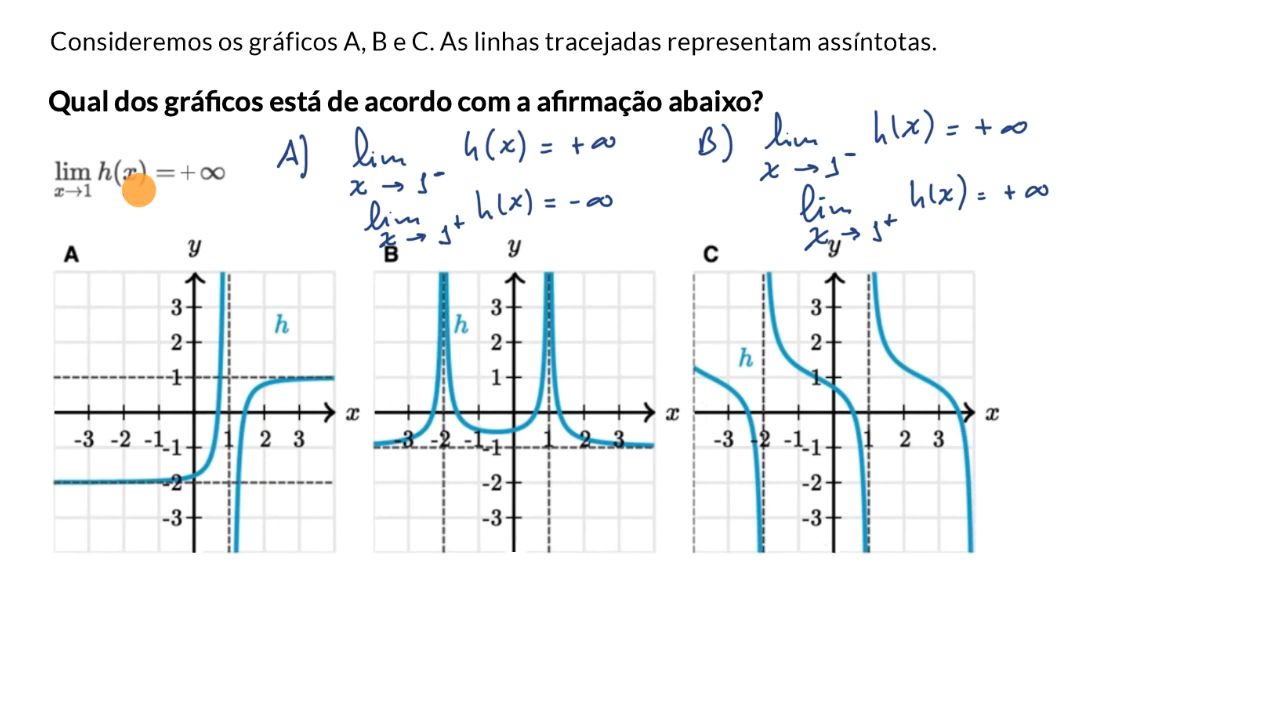 Consideremos os gráficos A, B e C. As linhas tracejadas representam assíntotas.
Qual dos gráficos está de acordo com a afirmação abaixo?
lim h(x) = +∞
x→1
A) lim h(x) = +∞
x → 1⁻
lim h(x) = -∞
x → 1⁺
B) lim h(x) = +∞
x → 1⁻
lim h(x) = +∞
x → 1⁺
A
y
3
2
1
-1
-2
-3
-3 -2 -1 1 2 3
x
h
B
y
3
2
1
-1
-2
-3
-3 -2 -1 1 2 3
x
h
C
y
3
2
1
-1
-2
-3
-3 -2 -1 1 2 3
x
h